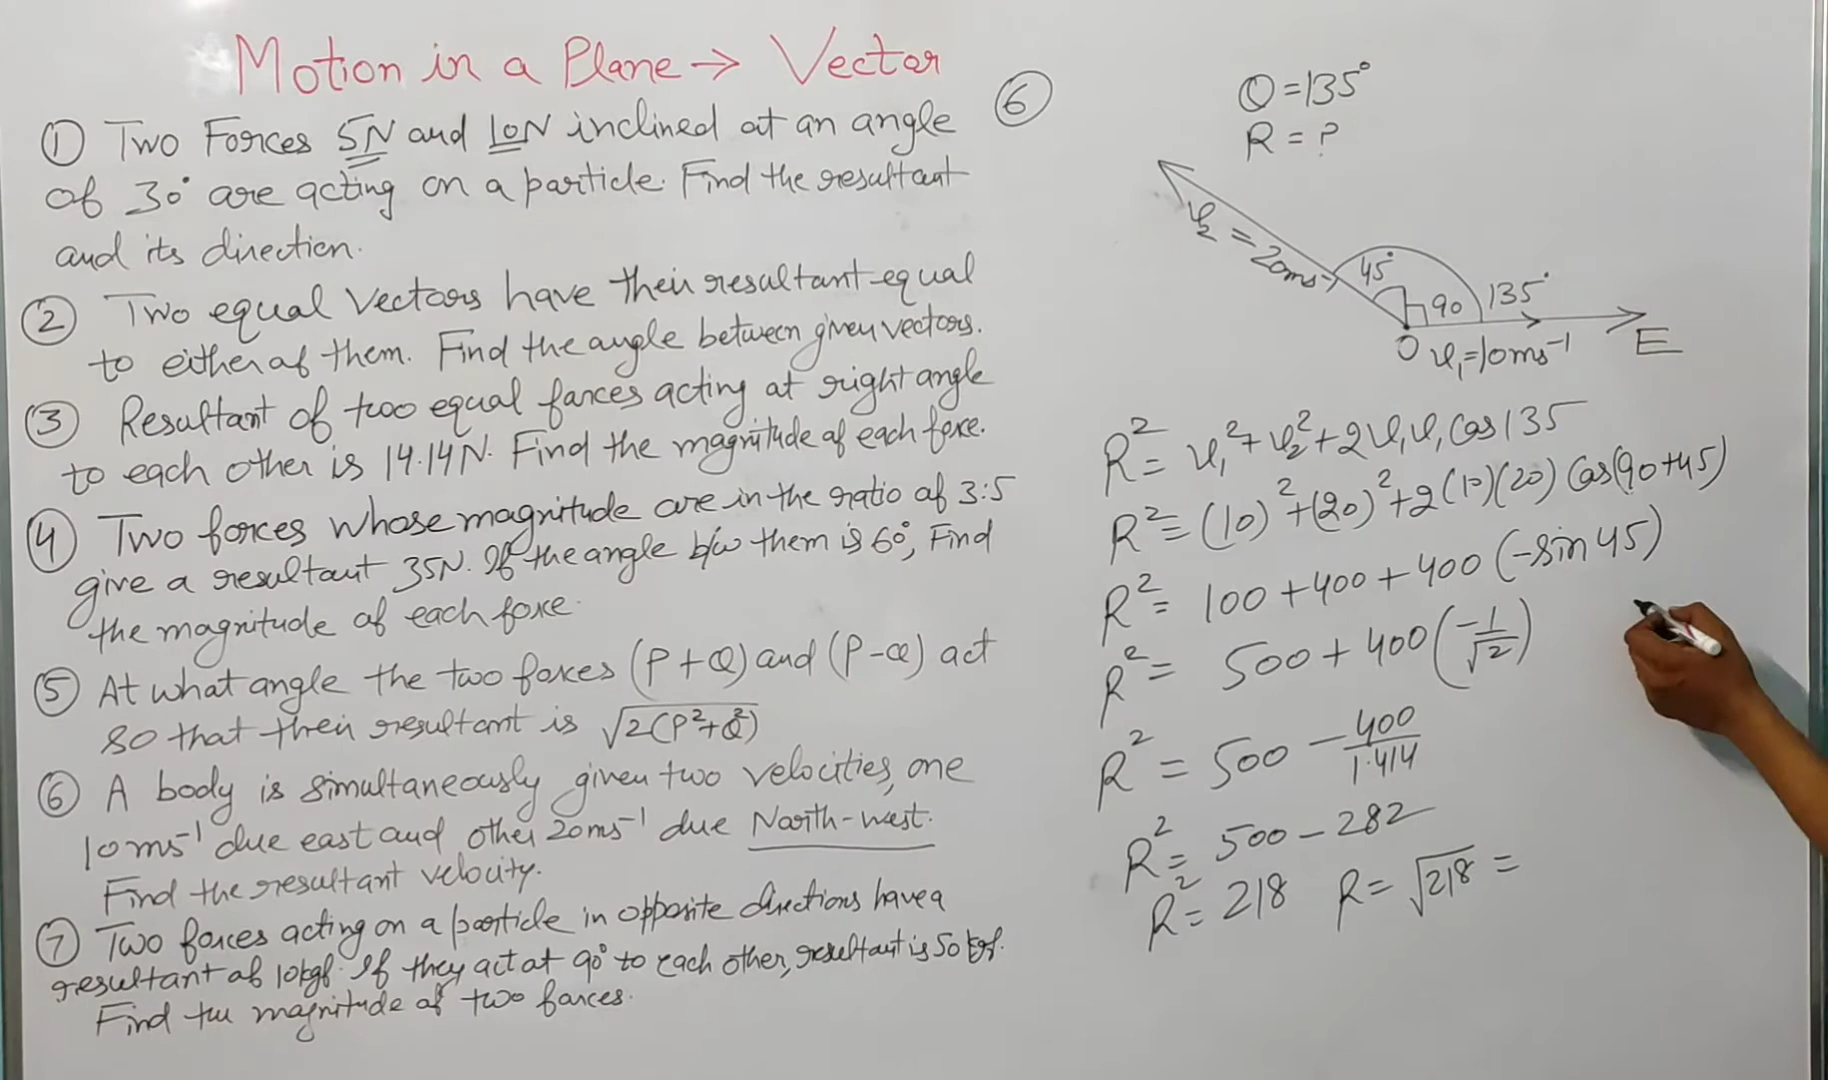 Motion in a Plane → Vector
① Two Forces 5N and 10N inclined at an angle
of 30° are acting on a particle. Find the resultant
and its direction.
② Two equal Vectors have their resultant equal
to either of them. Find the angle between given vectors.
③ Resultant of two equal forces acting at right angle
to each other is 14.14N. Find the magnitude of each force.
④ Two forces whose magnitude are in the ratio of 3:5
give a resultant 35N. If the angle b/w them is 60°, Find
the magnitude of each force.
⑤ At what angle the two forces (P+Q) and (P-Q) act
so that their resultant is √2(P²+Q²)
⑥ A body is simultaneously given two velocities, one
10ms⁻¹ due east and other 20ms⁻¹ due North-west.
Find the resultant velocity.
⑦ Two forces acting on a particle in opposite directions have a
resultant of 10kgf. If they act at 90° to each other, resultant is 50 kgf.
Find the magnitude of two forces.
⑥
θ = 135°
R = ?
v₂ = 20ms⁻¹
45°
90
135°
O v₁ = 10ms⁻¹
E
R² = v₁² + v₂² + 2v₁v₁ Cos 135
R² = (10)² + (20)² + 2(10)(20) Cos(90+45)
R² = 100 + 400 + 400 (-sin 45)
R² = 500 + 400 (-1/√2)
R² = 500 - 400/1.414
R² = 500 - 282
R² = 218 R = √218 =